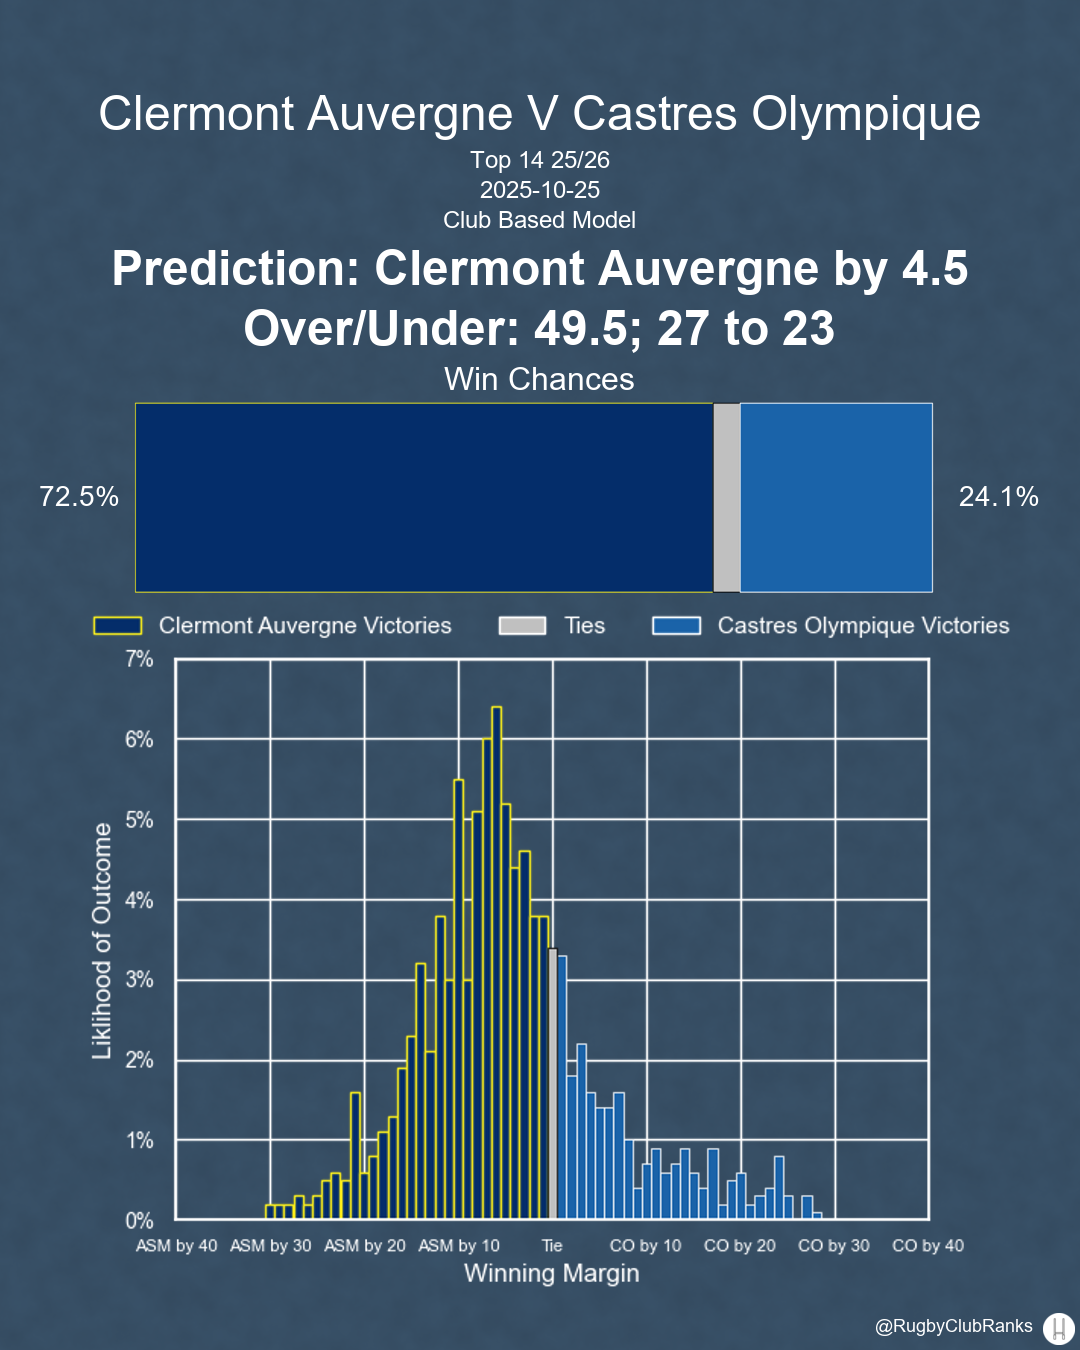 Clermont Auvergne V Castres Olympique
Top 14 25/26
2025-10-25
Club Based Model
Prediction: Clermont Auvergne by 4.5
Over/Under: 49.5; 27 to 23
Win Chances
72.5%
24.1%
Clermont Auvergne Victories
Ties
Castres Olympique Victories
7%
6%
5%
4%
3%
2%
1%
0%
Liklihood of Outcome
ASM by 40
ASM by 30
ASM by 20
ASM by 10
Tie
CO by 10
CO by 20
CO by 30
CO by 40
Winning Margin
@RugbyClubRanks